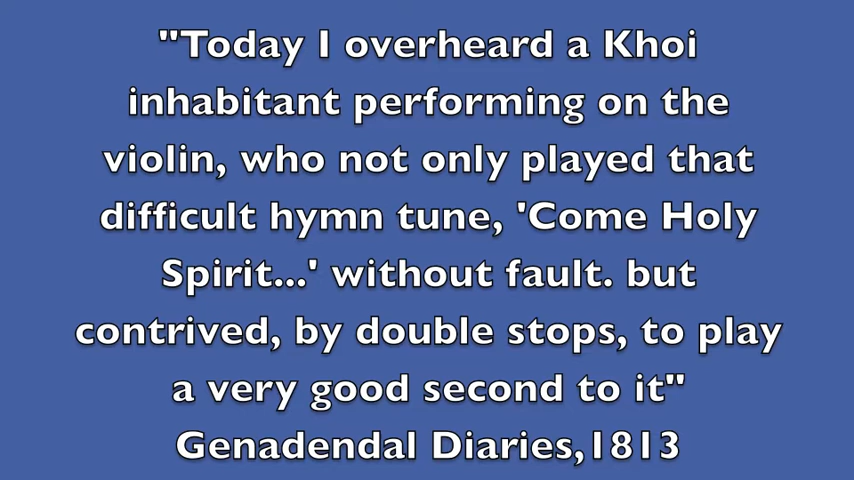 "Today I overheard a Khoi
inhabitant performing on the
violin, who not only played that
difficult hymn tune, 'Come Holy
Spirit...' without fault. but
contrived, by double stops, to play
a very good second to it"
Genadendal Diaries,1813